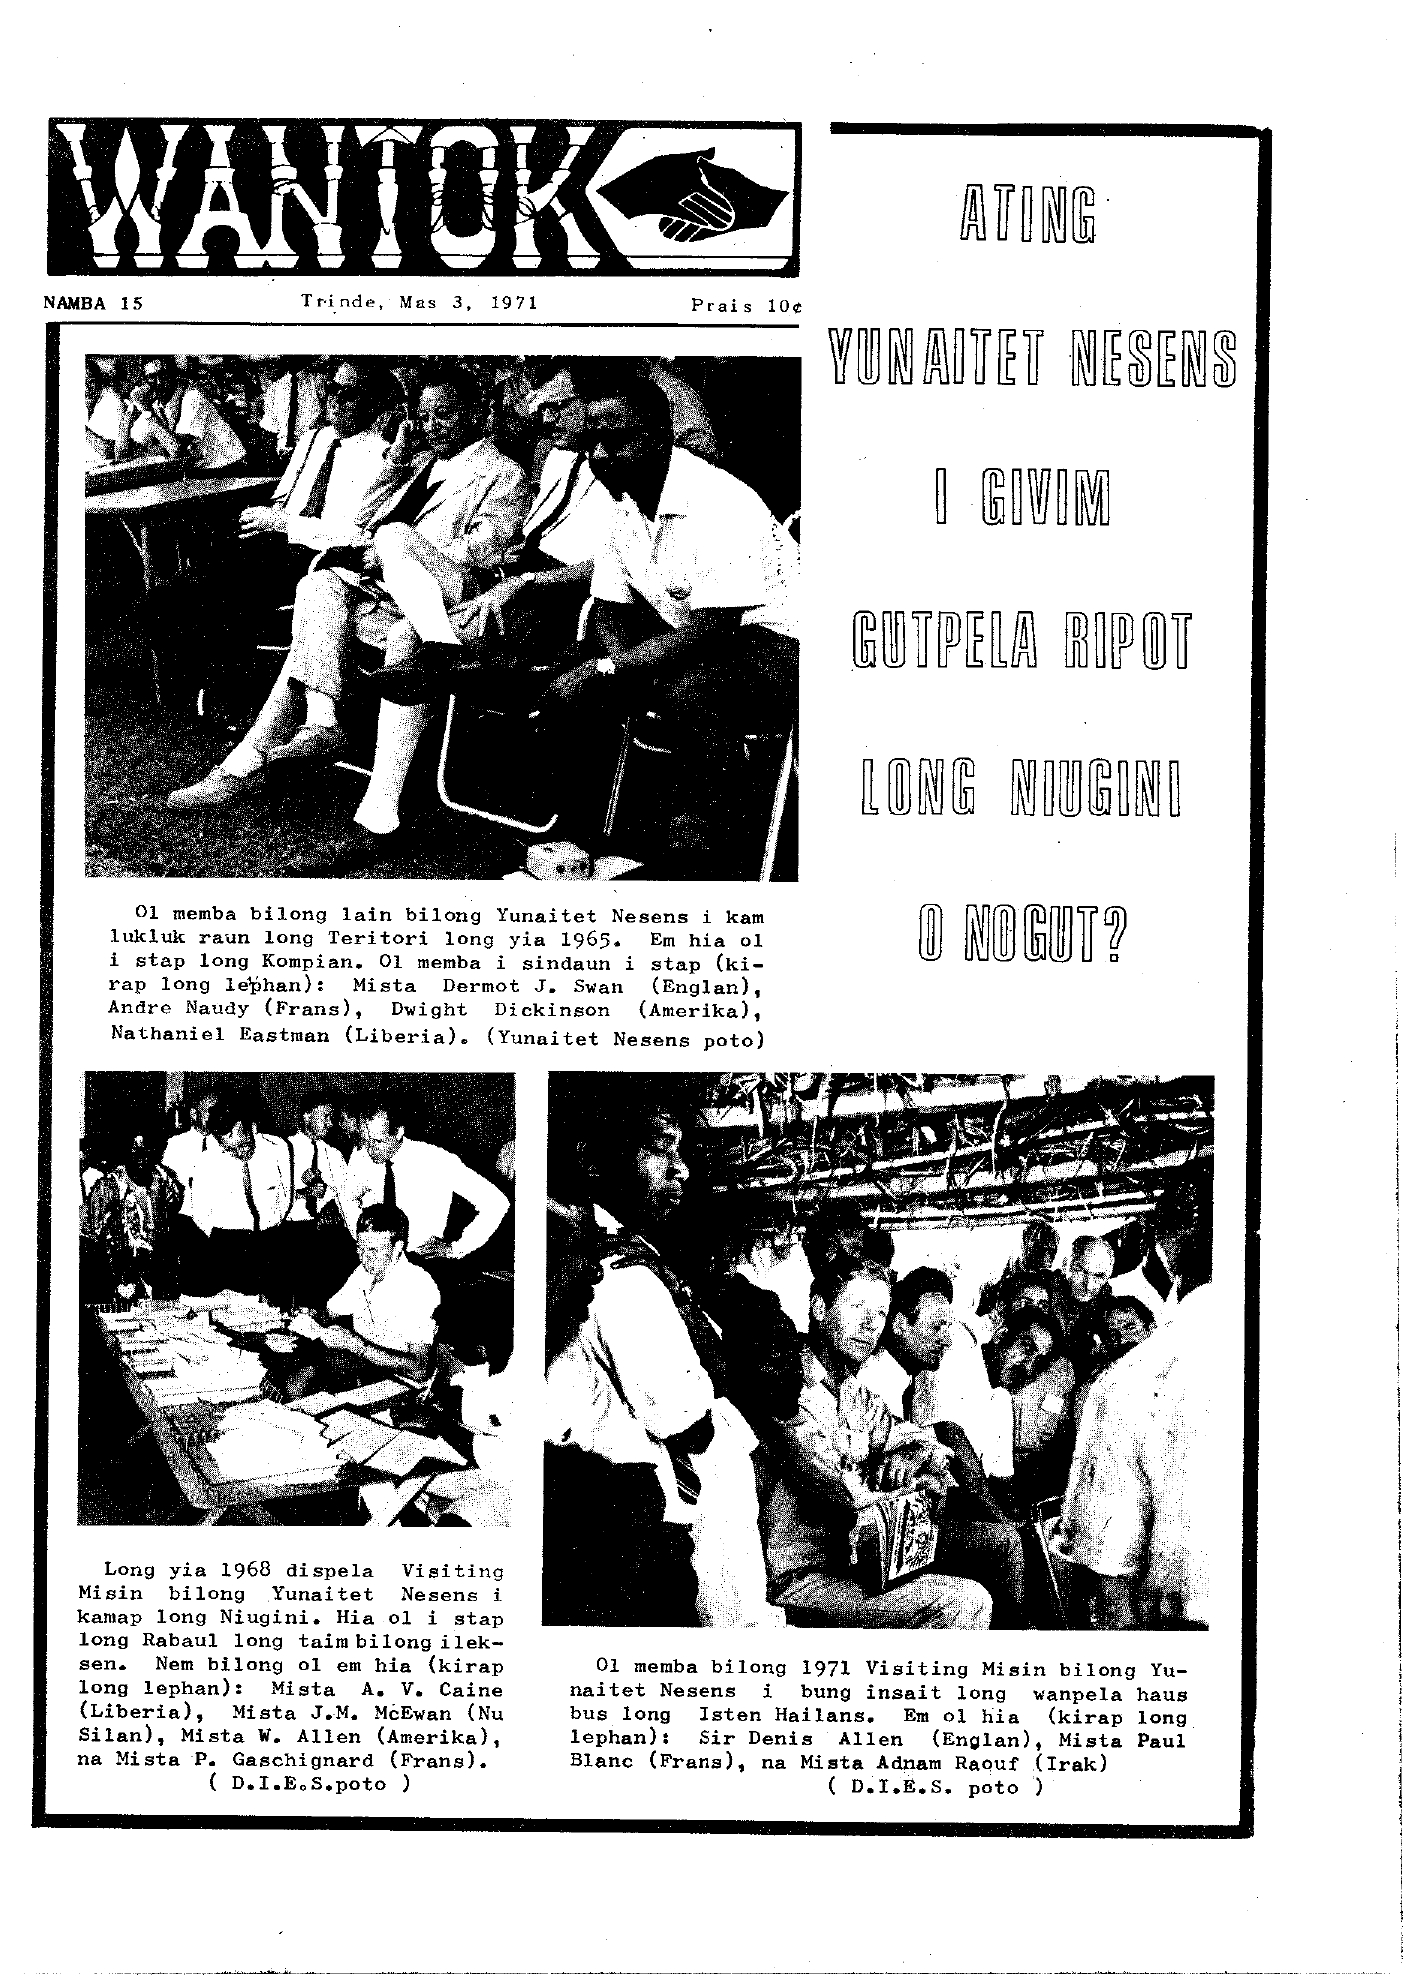 WANTOK
NAMBA 15 Trinde, Mas 3, 1971 Prais 10¢
ATING
YUNAITET NESENS
I GIVIM
GUTPELA RIPOT
LONG NIUGINI
O NOGUT?
Ol memba bilong lain bilong Yunaitet Nesens i kam
lukluk raun long Teritori long yia 1965. Em hia ol
i stap long Kompian. Ol memba i sindaun i stap (ki-
rap long lephan): Mista Dermot J. Swan (Englan),
Andre Naudy (Frans), Dwight Dickinson (Amerika),
Nathaniel Eastman (Liberia). (Yunaitet Nesens poto)
Long yia 1968 dispela Visiting
Misin bilong Yunaitet Nesens i
kamap long Niugini. Hia ol i stap
long Rabaul long taim bilong ilek-
sen. Nem bilong ol em hia (kirap
long lephan): Mista A. V. Caine
(Liberia), Mista J.M. McEwan (Nu
Silan), Mista W. Allen (Amerika),
na Mista P. Gaschignard (Frans).
( D.I.E.S.poto )
Ol memba bilong 1971 Visiting Misin bilong Yu-
naitet Nesens i bung insait long wanpela haus
bus long Isten Hailans. Em ol hia (kirap long
lephan): Sir Denis Allen (Englan), Mista Paul
Blanc (Frans), na Mista Adnam Raouf (Irak)
( D.I.E.S. poto )